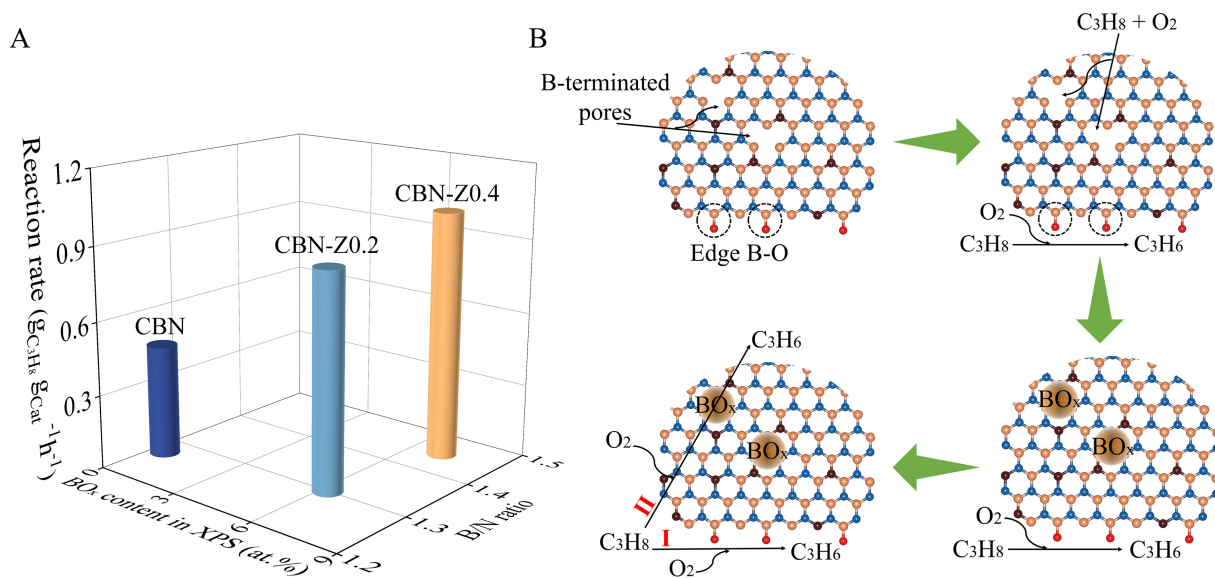 A
Reaction rate (gC₃H₈ gCat⁻¹h⁻¹)
1.2
0.9
0.6
0.3
0
3
6
9
BOx content in XPS (at.%)
1.2
1.3
1.4
1.5
B/N ratio
CBN
CBN-Z0.2
CBN-Z0.4
B
B-terminated
pores
Edge B-O
C₃H₈ + O₂
O₂
C₃H₈
C₃H₆
C₃H₆
BOx
BOx
O₂
II
C₃H₈
I
C₃H₆
O₂
BOx
BOx
O₂
C₃H₈
C₃H₆